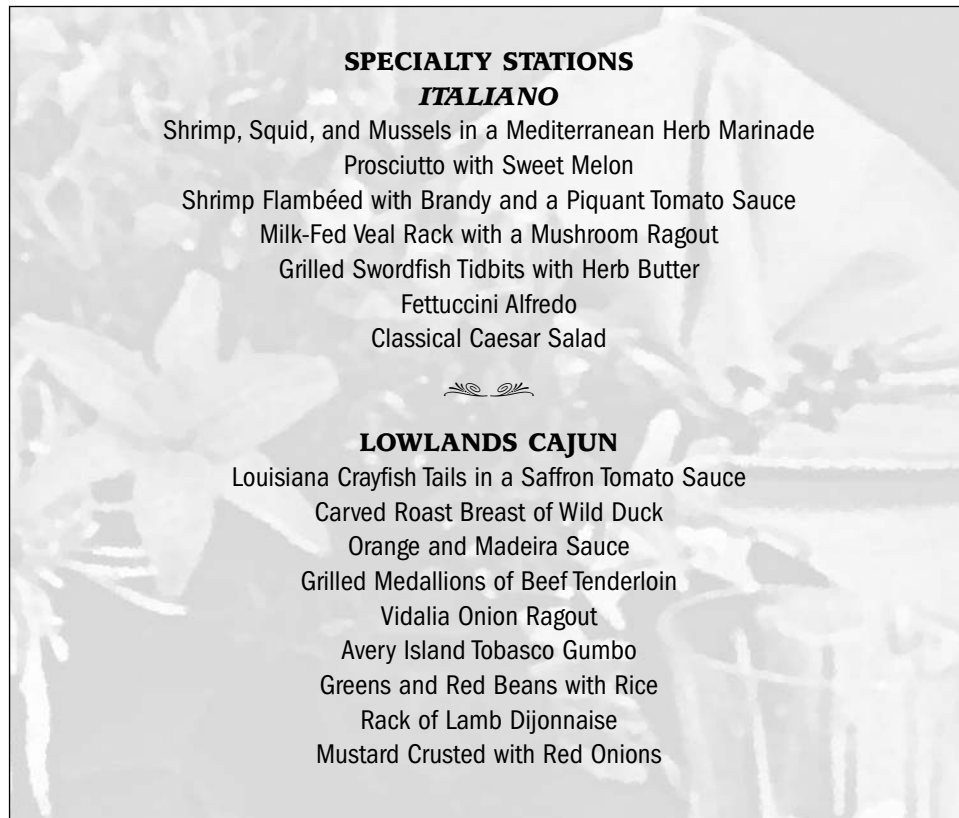 SPECIALTY STATIONS
ITALIANO
Shrimp, Squid, and Mussels in a Mediterranean Herb Marinade
Prosciutto with Sweet Melon
Shrimp Flambéed with Brandy and a Piquant Tomato Sauce
Milk-Fed Veal Rack with a Mushroom Ragout
Grilled Swordfish Tidbits with Herb Butter
Fettuccini Alfredo
Classical Caesar Salad
LOWLANDS CAJUN
Louisiana Crayfish Tails in a Saffron Tomato Sauce
Carved Roast Breast of Wild Duck
Orange and Madeira Sauce
Grilled Medallions of Beef Tenderloin
Vidalia Onion Ragout
Avery Island Tobasco Gumbo
Greens and Red Beans with Rice
Rack of Lamb Dijonnaise
Mustard Crusted with Red Onions